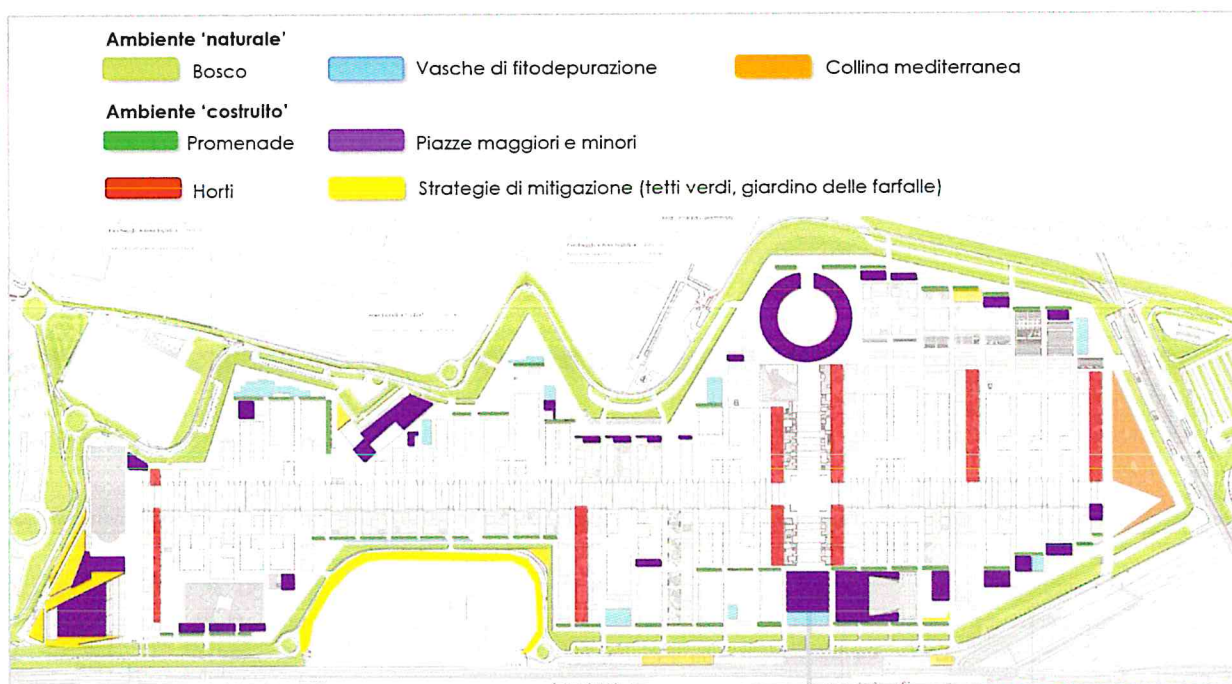 Ambiente ‘naturale’
Bosco
Vasche di fitodepurazione
Collina mediterranea
Ambiente ‘costruito’
Promenade
Piazze maggiori e minori
Horti
Strategie di mitigazione (tetti verdi, giardino delle farfalle)